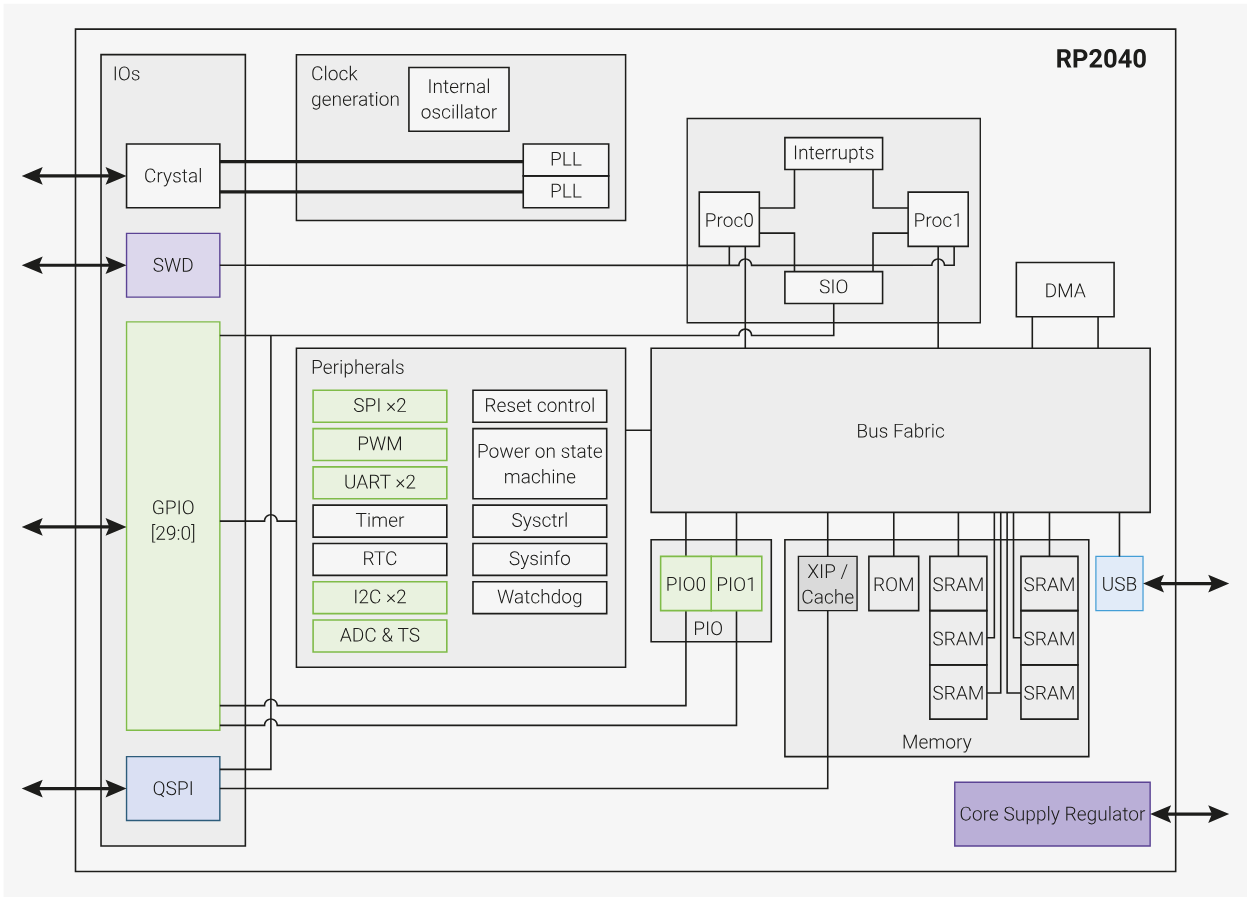 RP2040
IOs
Crystal
SWD
GPIO
[29:0]
QSPI
Clock
generation
Internal
oscillator
PLL
PLL
Interrupts
Proc0
Proc1
SIO
DMA
Peripherals
SPI ×2
PWM
UART ×2
Timer
RTC
I2C ×2
ADC & TS
Reset control
Power on state
machine
Sysctrl
Sysinfo
Watchdog
Bus Fabric
PIO0
PIO1
PIO
XIP /
Cache
ROM
SRAM
SRAM
SRAM
SRAM
SRAM
SRAM
Memory
USB
Core Supply Regulator